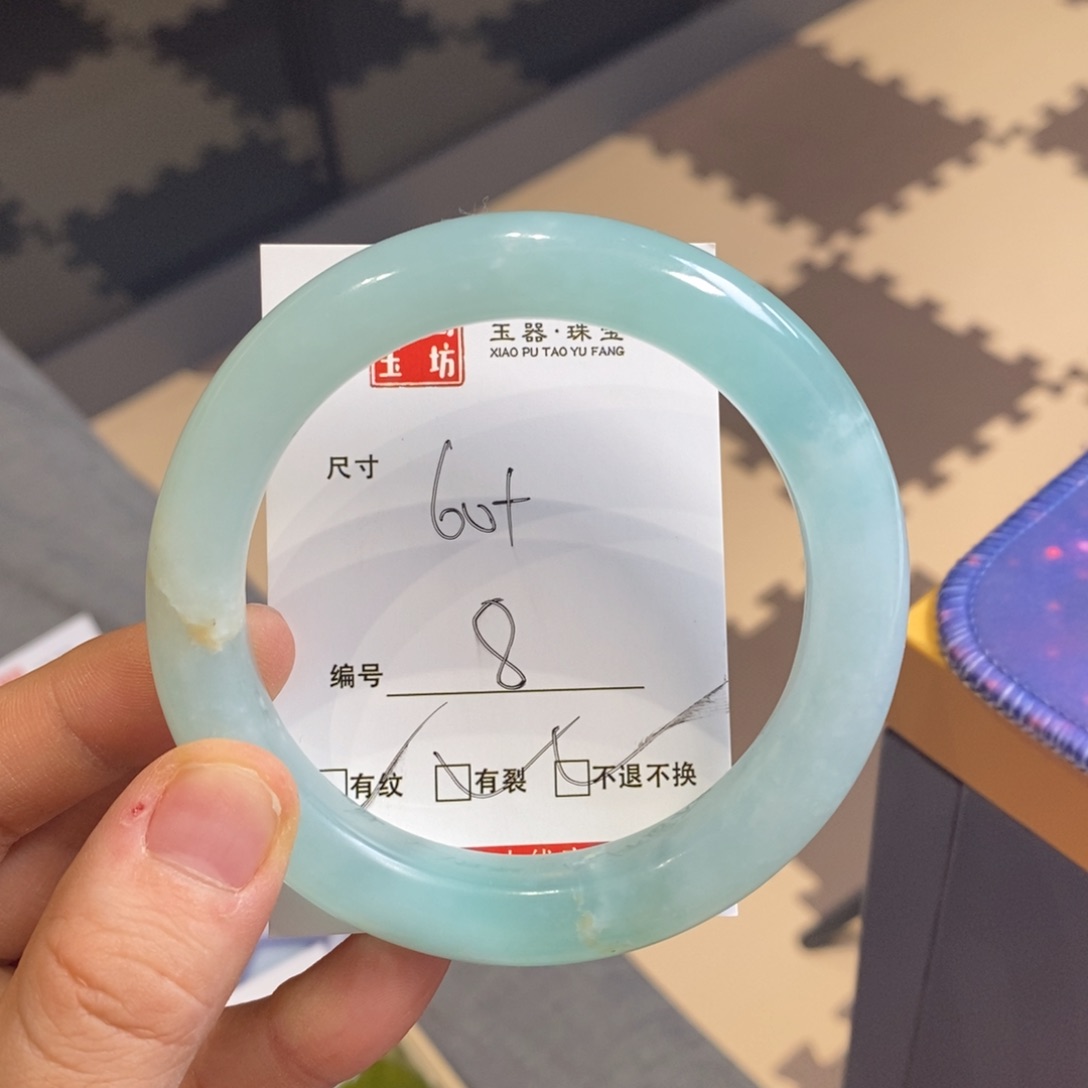 玉坊 玉器·珠宝
XIAO PU TAO YU FANG
尺寸 60+
编号 8
有纹 有裂 不退不换